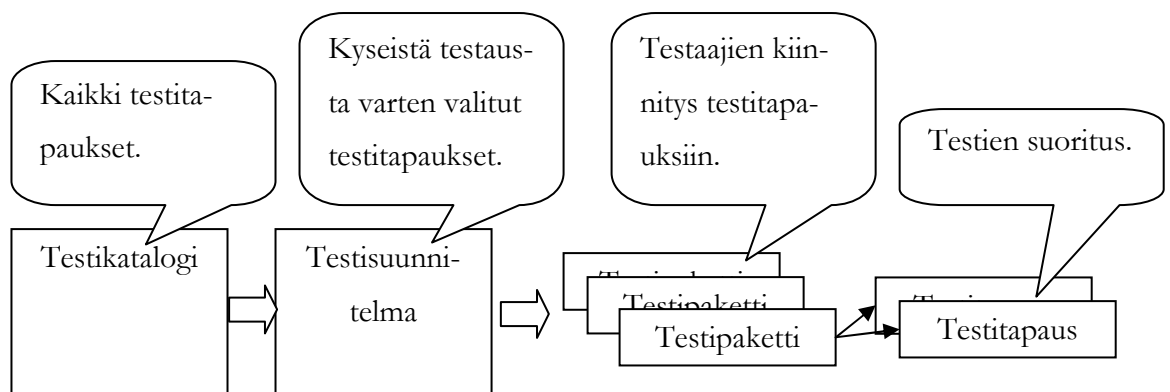 Kaikki testita-
paukset.
Kyseistä testaus-
ta varten valitut
testitapaukset.
Testaajien kiin-
nitys testitapa-
uksiin.
Testien suoritus.
Testikatalogi
Testisuunni-
telma
Testipaketti
Testipaketti
Testitapaus